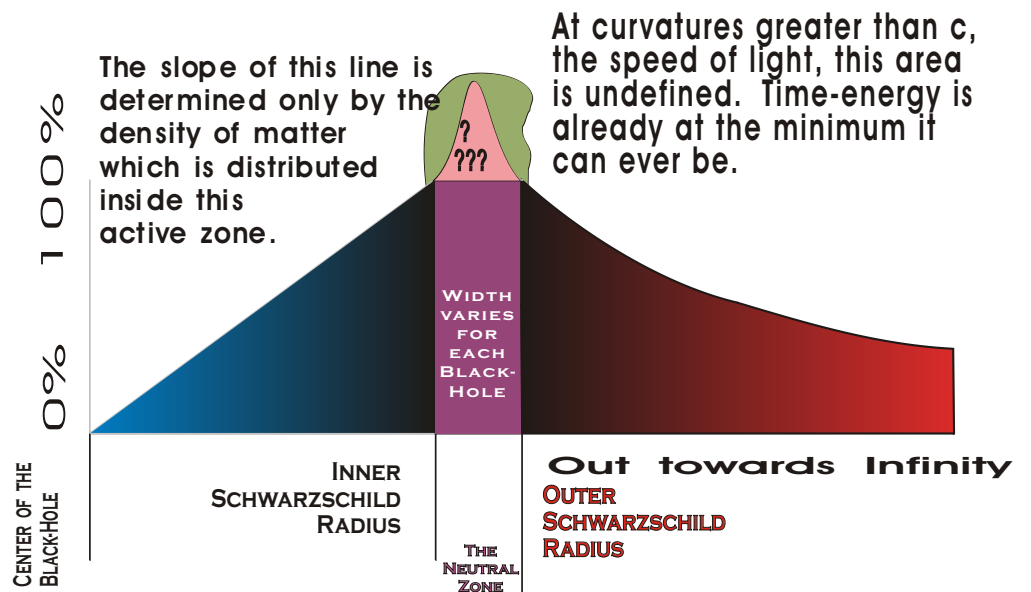 The slope of this line is
determined only by the
density of matter
which is distributed
inside this
active zone.
At curvatures greater than c,
the speed of light, this area
is undefined. Time-energy is
already at the minimum it
can ever be.
?
???
100%
0%
WIDTH
VARIES
FOR
EACH
BLACK-
HOLE
CENTER OF THE
BLACK-HOLE
INNER
SCHWARZSCHILD
RADIUS
THE
NEUTRAL
ZONE
Out towards Infinity
OUTER
SCHWARZSCHILD
RADIUS